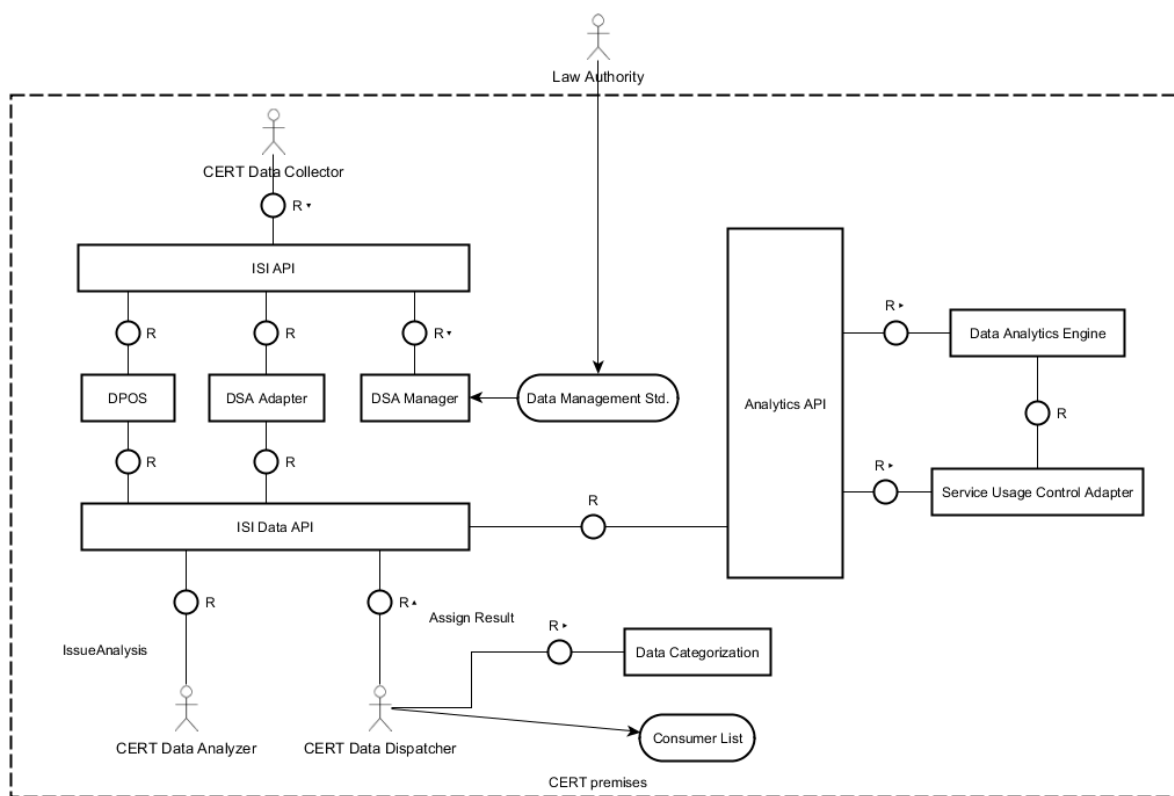 Law Authority
CERT Data Collector
R
ISI API
R
R
R
R
Data Analytics Engine
DPOS
DSA Adapter
DSA Manager
Data Management Std.
Analytics API
R
R
R
R
Service Usage Control Adapter
R
ISI Data API
R
R
Assign Result
R
IssueAnalysis
Data Categorization
CERT Data Analyzer
CERT Data Dispatcher
Consumer List
CERT premises